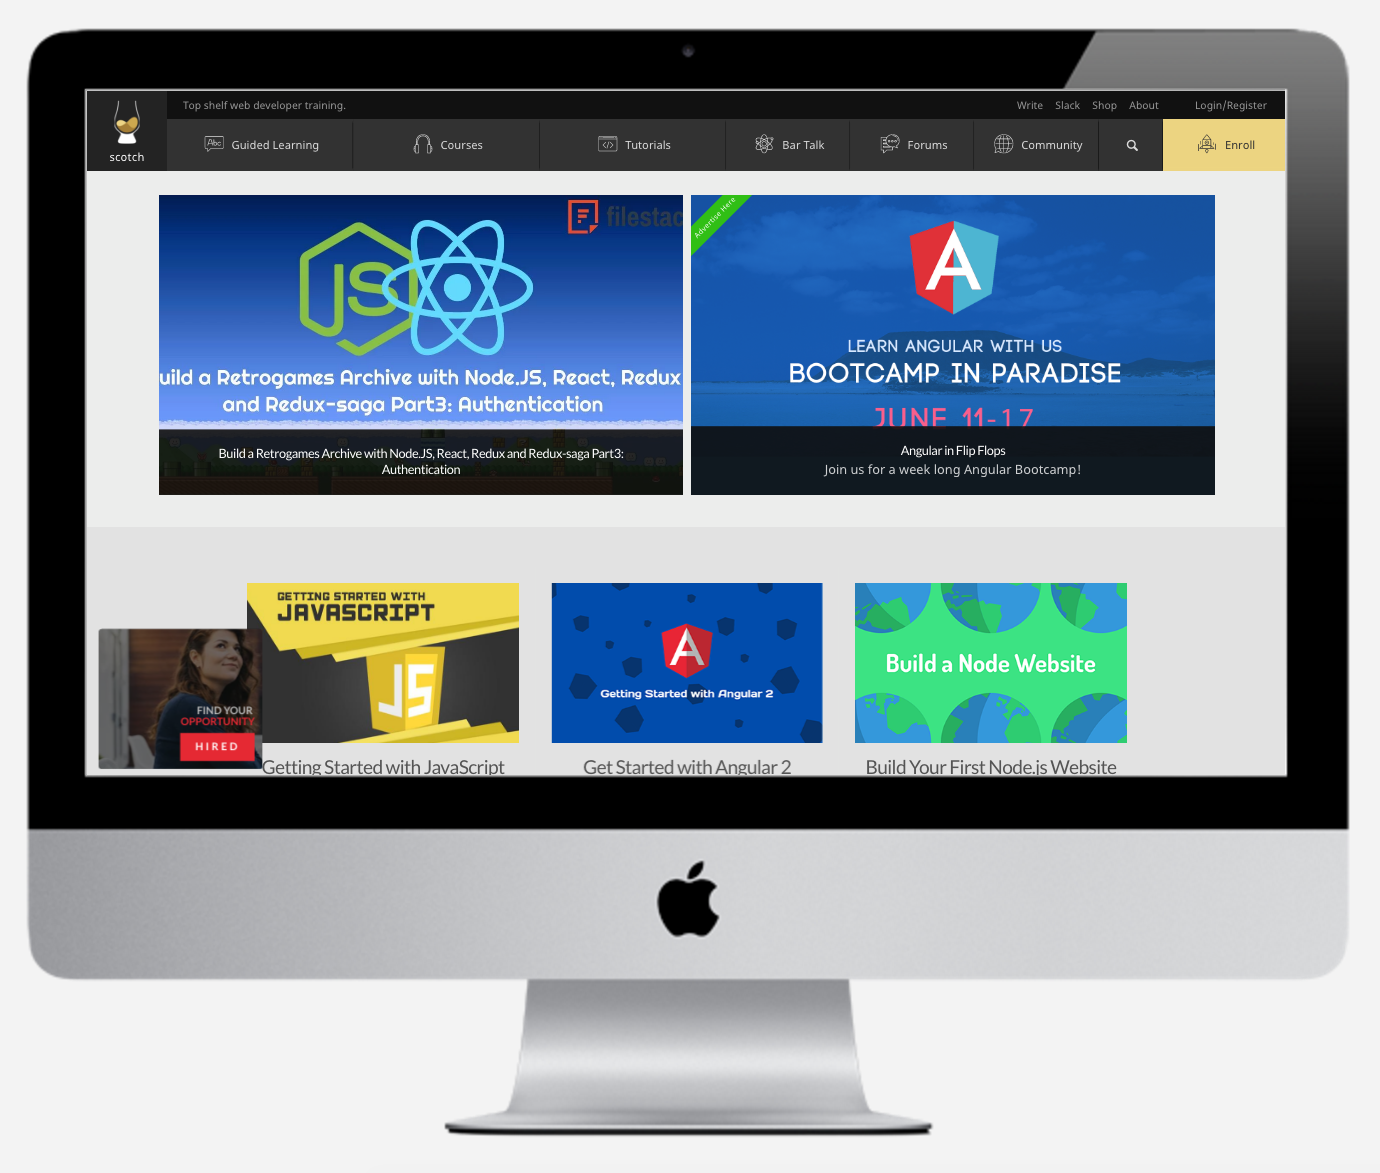 Top shelf web developer training.
Write Slack Shop About Login/Register
scotch
Abc Guided Learning Courses </> Tutorials Bar Talk Forums Community Enroll
filestac
JS
uild a Retrogames Archive with Node.JS, React, Redux
and Redux-saga Part3: Authentication
Build a Retrogames Archive with Node.JS, React, Redux and Redux-saga Part3:
Authentication
Advertise Here
A
LEARN ANGULAR WITH US
BOOTCAMP IN PARADISE
JUNE 11-17
Angular in Flip Flops
Join us for a week long Angular Bootcamp!
GETTING STARTED WITH
JAVASCRIPT
JS
Getting Started with JavaScript
A
Getting Started with Angular 2
Get Started with Angular 2
Build a Node Website
Build Your First Node.js Website
FIND YOUR
OPPORTUNITY
HIRED